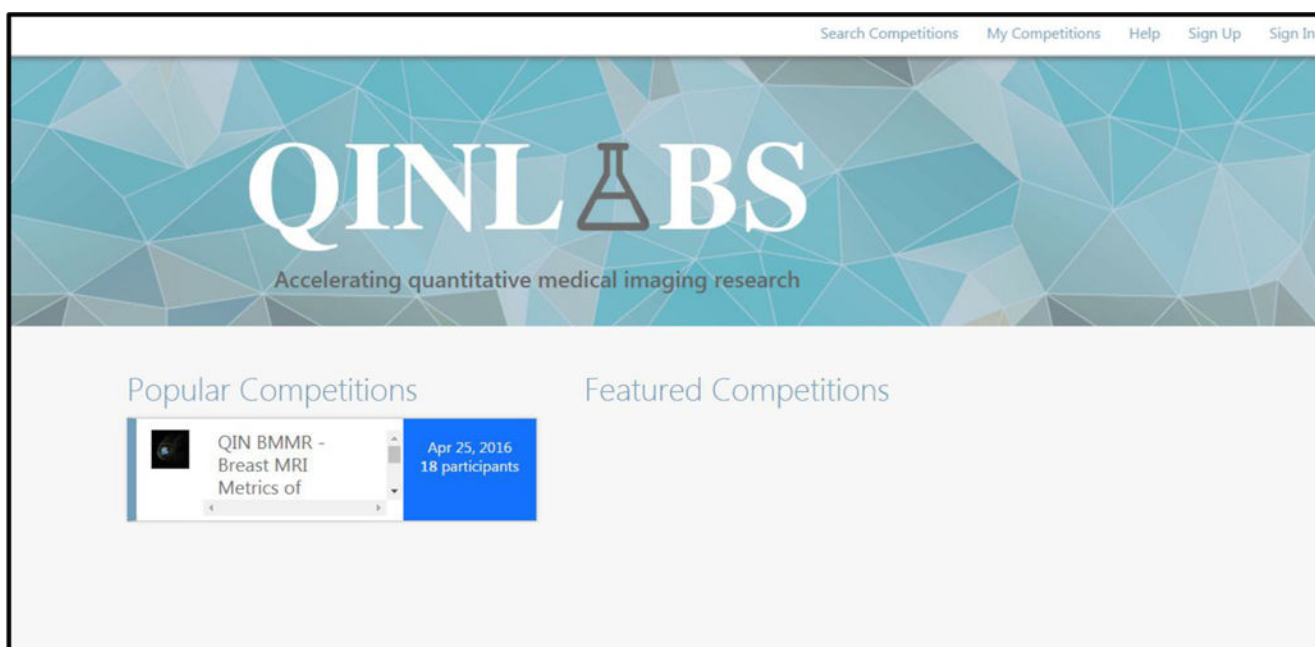 Search Competitions My Competitions Help Sign Up Sign In
QINLABS
Accelerating quantitative medical imaging research
Popular Competitions
Featured Competitions
QIN BMMR -
Breast MRI
Metrics of
Apr 25, 2016
18 participants